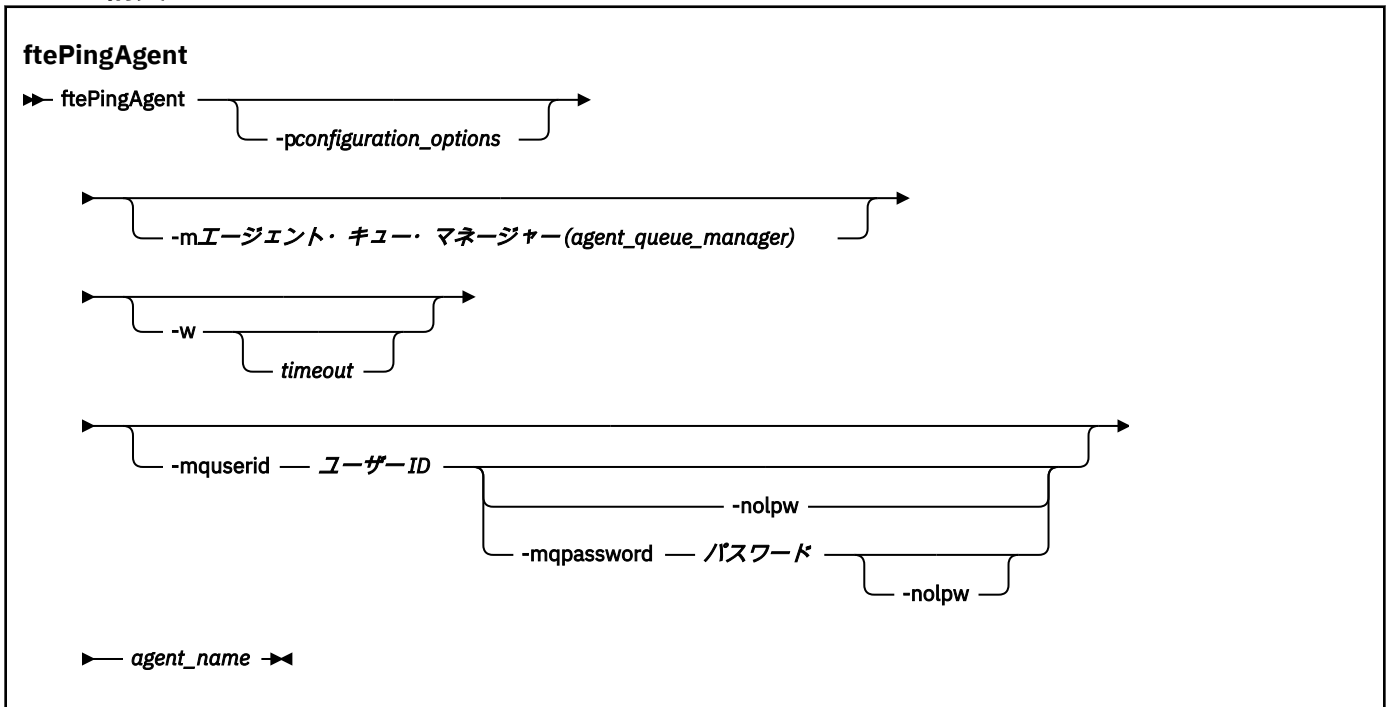 ftePingAgent
ftePingAgent
-pconfiguration_options
-mエージェント・キュー・マネージャー(agent_queue_manager)
-w
timeout
-mquserid ユーザーID
-nolpw
-mqpassword パスワード
-nolpw
agent_name